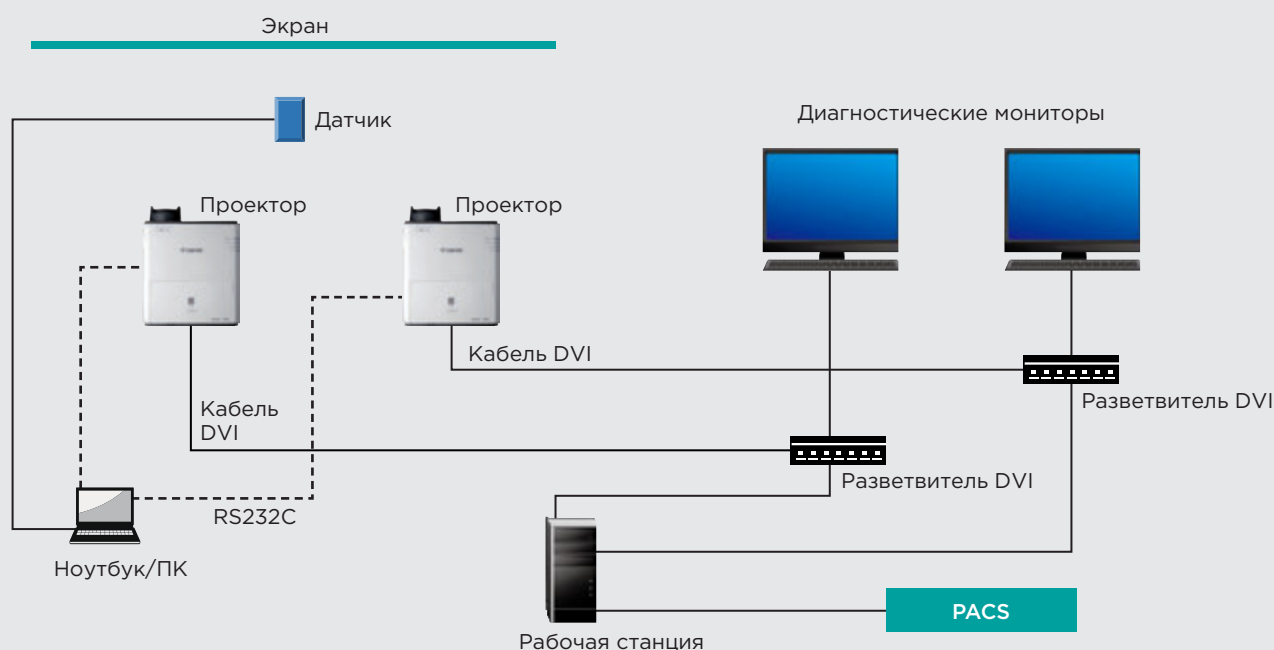 Экран
Датчик
Диагностические мониторы
Проектор
Проектор
Кабель DVI
Кабель
DVI
Разветвитель DVI
Разветвитель DVI
RS232C
Ноутбук/ПК
PACS
Рабочая станция